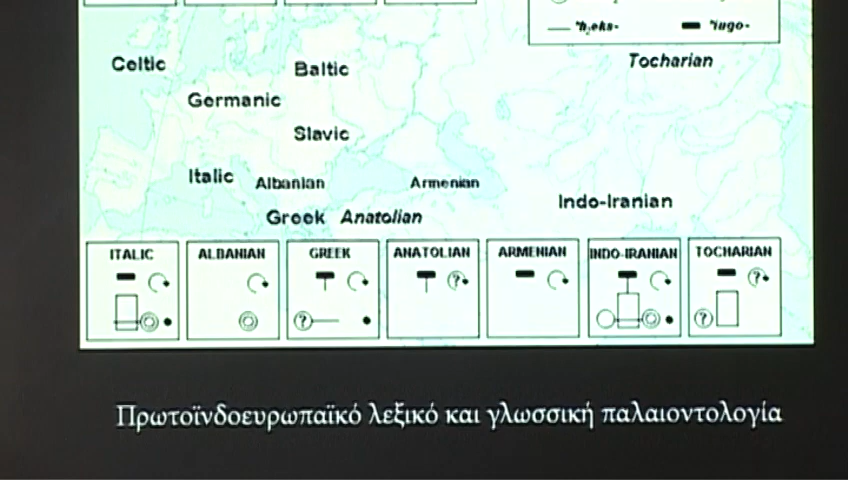 *h₂eks- *iugo-
Celtic Baltic Tocharian
Germanic
Slavic
Italic Albanian Armenian
Indo-Iranian
Greek Anatolian
ITALIC ALBANIAN GREEK ANATOLIAN ARMENIAN INDO-IRANIAN TOCHARIAN
? ? ? ?
Πρωτοϊνδοευρωπαϊκό λεξικό και γλωσσική παλαιοντολογία